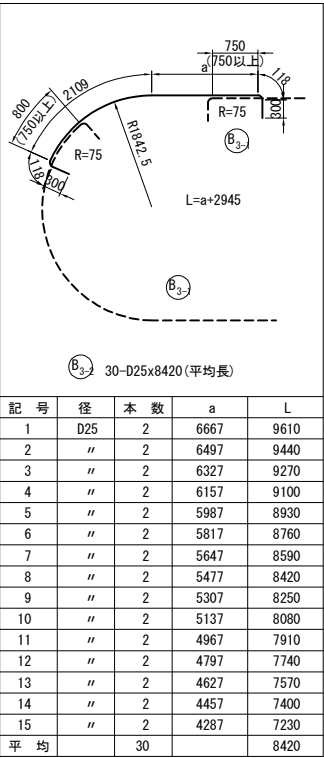 750
(750以上)
a
118
800
(750以上)
2109
R=75
300
B3-1
R=75
R1842.5
118
300
L=a+2945
B3-1
B3-2 30-D25x8420(平均長)
記 号 径 本 数 a L
1 D25 2 6667 9610
2 〃 2 6497 9440
3 〃 2 6327 9270
4 〃 2 6157 9100
5 〃 2 5987 8930
6 〃 2 5817 8760
7 〃 2 5647 8590
8 〃 2 5477 8420
9 〃 2 5307 8250
10 〃 2 5137 8080
11 〃 2 4967 7910
12 〃 2 4797 7740
13 〃 2 4627 7570
14 〃 2 4457 7400
15 〃 2 4287 7230
平 均 30 8420